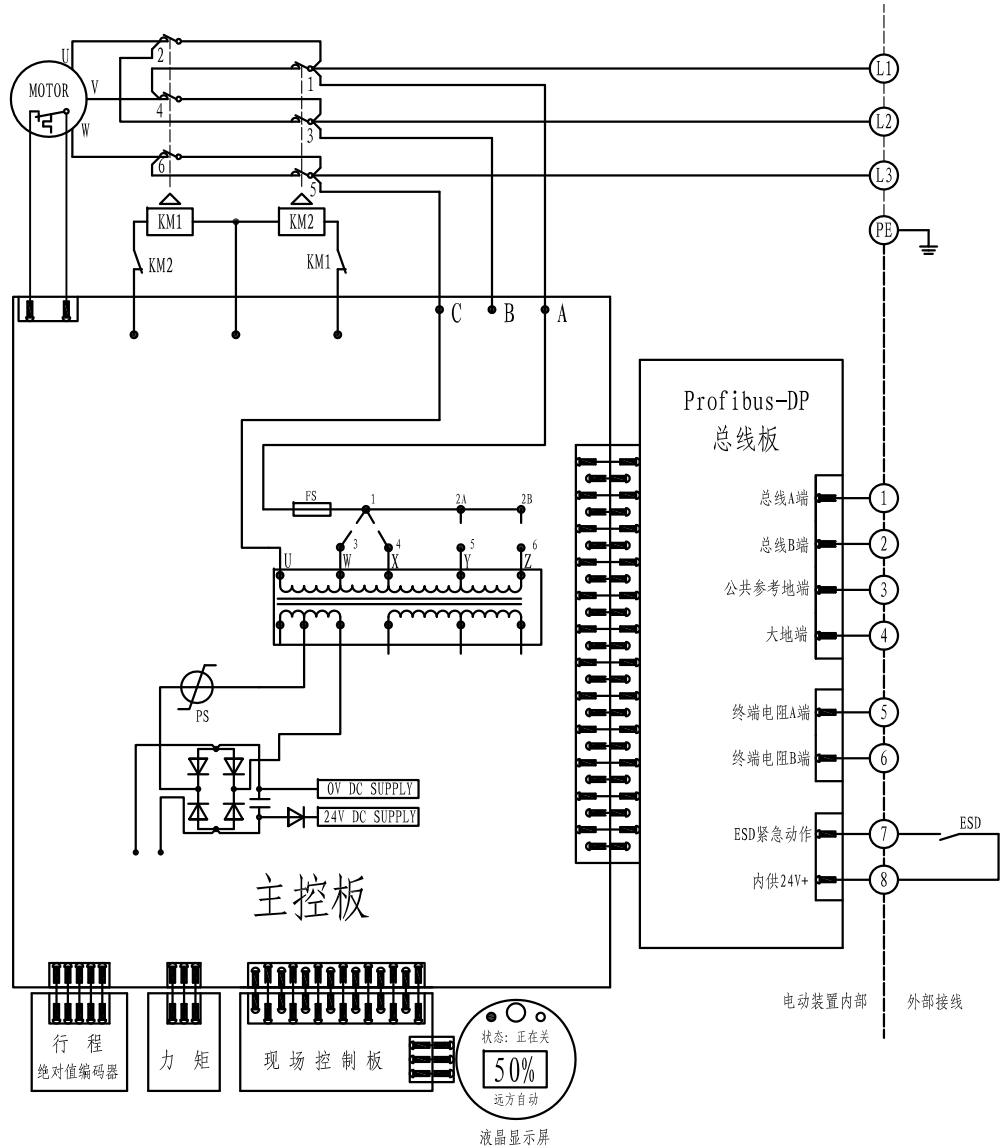 2
U
L1
MOTOR
V
1
4
L2
W
3
6
L3
5
KM1
KM2
PE
KM2
KM1
C
B
A
Profibus-DP
总线板
FS
1
2A
2B
总线A端
1
3
4
5
6
总线B端
2
U
W
X
Y
Z
公共参考地端
3
大地端
4
PS
终端电阻A端
5
终端电阻B端
6
0V DC SUPPLY
24V DC SUPPLY
ESD紧急动作
7
ESD
内供24V+
8
主控板
电动装置内部
外部接线
行 程
绝对值编码器
力 矩
现 场 控 制 板
状态: 正在关
50%
远方自动
液晶显示屏